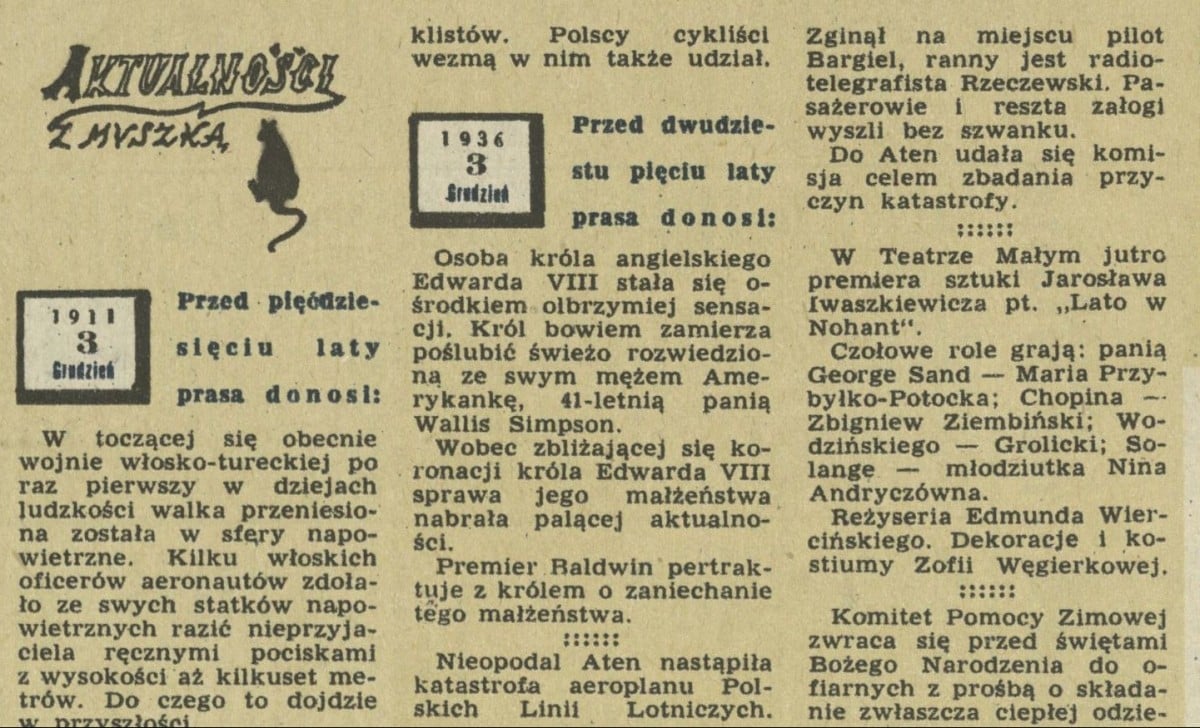 AKTUALNOŚCI
Z MYSZKĄ
1911
3
Grudzień
Przed pięćdzie-
sięciu laty
prasa donosi:
W toczącej się obecnie
wojnie włosko-tureckiej po
raz pierwszy w dziejach
ludzkości walka przeniesio-
na została w sfery napo-
wietrzne. Kilku włoskich
oficerów aeronautów zdoła-
ło ze swych statków napo-
wietrznych razić nieprzyja-
ciela ręcznymi pociskami
z wysokości aż kilkuset me-
trów. Do czego to dojdzie
w przyszłości
klistów. Polscy cykliści
wezmą w nim także udział.
1936
3
Grudzień
Przed dwudzie-
stu pięciu laty
prasa donosi:
Osoba króla angielskiego
Edwarda VIII stała się o-
środkiem olbrzymiej sensa-
cji. Król bowiem zamierza
poślubić świeżo rozwiedzio-
ną ze swym mężem Ame-
rykankę, 41-letnią panią
Wallis Simpson.
Wobec zbliżającej się ko-
ronacji króla Edwarda VIII
sprawa jego małżeństwa
nabrała palącej aktualno-
ści.
Premier Baldwin pertrak-
tuje z królem o zaniechanie
tego małżeństwa.
Nieopodal Aten nastąpiła
katastrofa aeroplanu Pol-
skich Linii Lotniczych.
Zginął na miejscu pilot
Bargiel, ranny jest radio-
telegrafista Rzeczewski. Pa-
sażerowie i reszta załogi
wyszli bez szwanku.
Do Aten udała się komi-
sja celem zbadania przy-
czyn katastrofy.
W Teatrze Małym jutro
premiera sztuki Jarosława
Iwaszkiewicza pt. „Lato w
Nohant“.
Czołowe role grają: panią
George Sand — Maria Przy-
byłko-Potocka; Chopina —
Zbigniew Ziembiński; Wo-
dzińskiego — Grolicki; So-
lange — młodziutka Nina
Andryczówna.
Reżyseria Edmunda Wier-
cińskiego. Dekoracje i ko-
stiumy Zofii Węgierkowej.
Komitet Pomocy Zimowej
zwraca się przed świętami
Bożego Narodzenia do o-
fiarnych z prośbą o składa-
nie zwłaszcza ciepłej odzie-